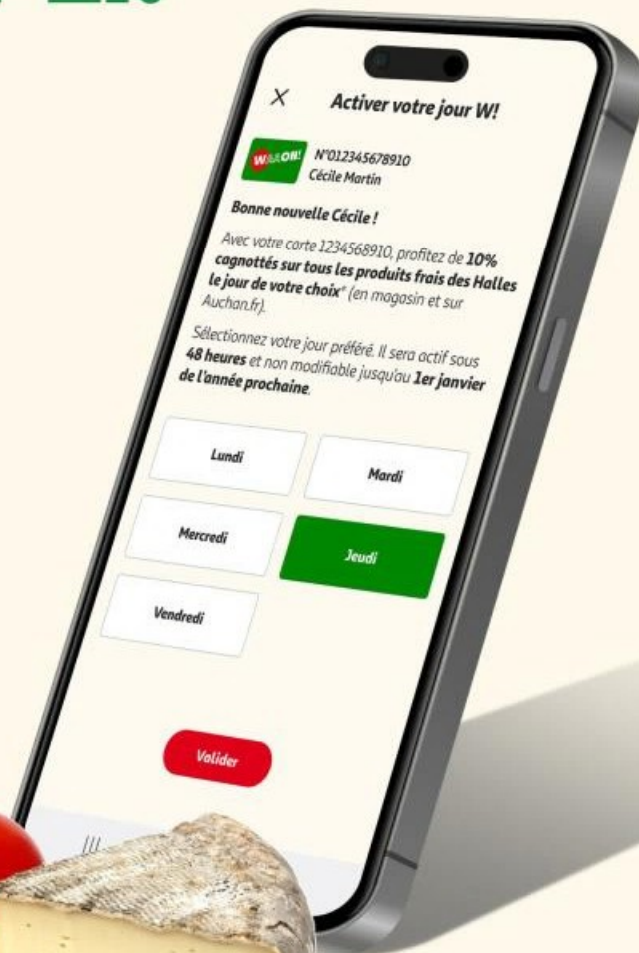 Activer votre jour W!
WAAOH!
N°012345678910
Cécile Martin
Bonne nouvelle Cécile !
Avec votre carte 1234568910, profitez de 10%
cagnottés sur tous les produits frais des Halles
le jour de votre choix* (en magasin et sur
Auchan.fr).
Sélectionnez votre jour préféré. Il sera actif sous
48 heures et non modifiable jusqu'au 1er janvier
de l'année prochaine.
Lundi
Mardi
Mercredi
Jeudi
Vendredi
Valider